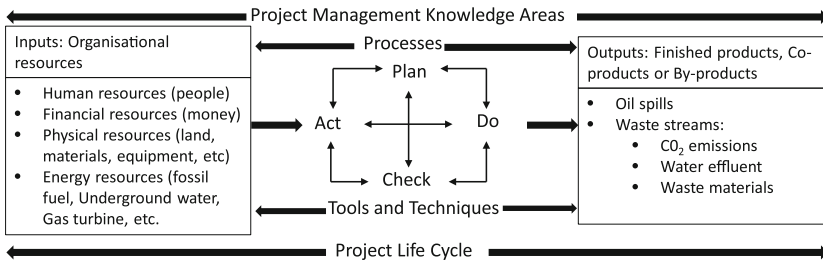 Project Management Knowledge Areas
Inputs: Organisational
resources
• Human resources (people)
• Financial resources (money)
• Physical resources (land,
materials, equipment, etc)
• Energy resources (fossil
fuel, Underground water,
Gas turbine, etc.
Processes
Plan
Act
Do
Check
Tools and Techniques
Outputs: Finished products, Co-
products or By-products
• Oil spills
• Waste streams:
• C0₂ emissions
• Water effluent
• Waste materials
Project Life Cycle